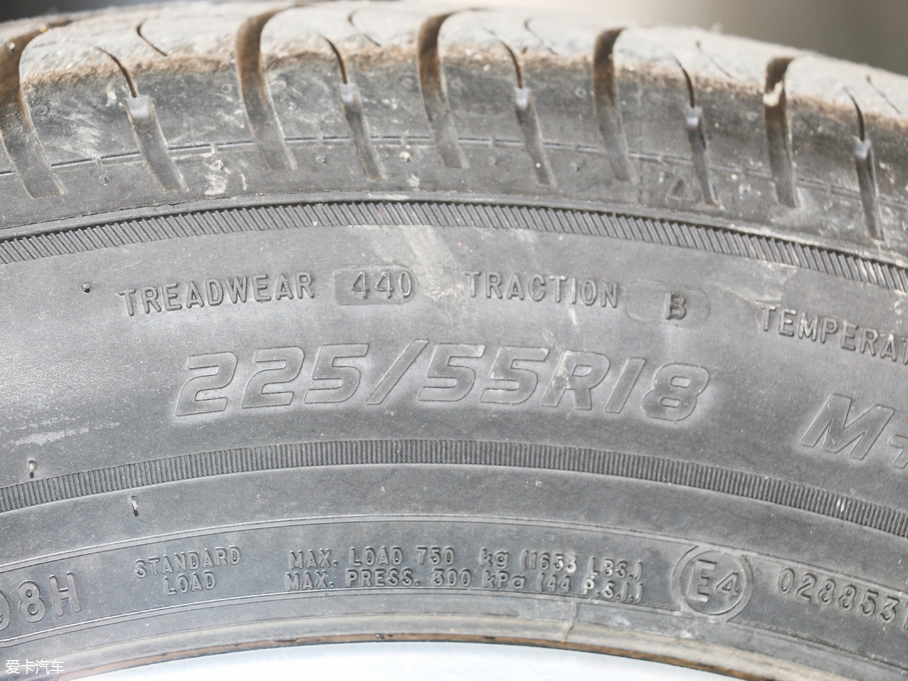 TREADWEAR 440 TRACTION B TEMPERAT
225/55R18 M+
98H STANDARD LOAD
MAX. LOAD 750 kg (1653 LBS.)
MAX. PRESS. 300 kPa (44 P.S.I.)
E4 028853
爱卡汽车